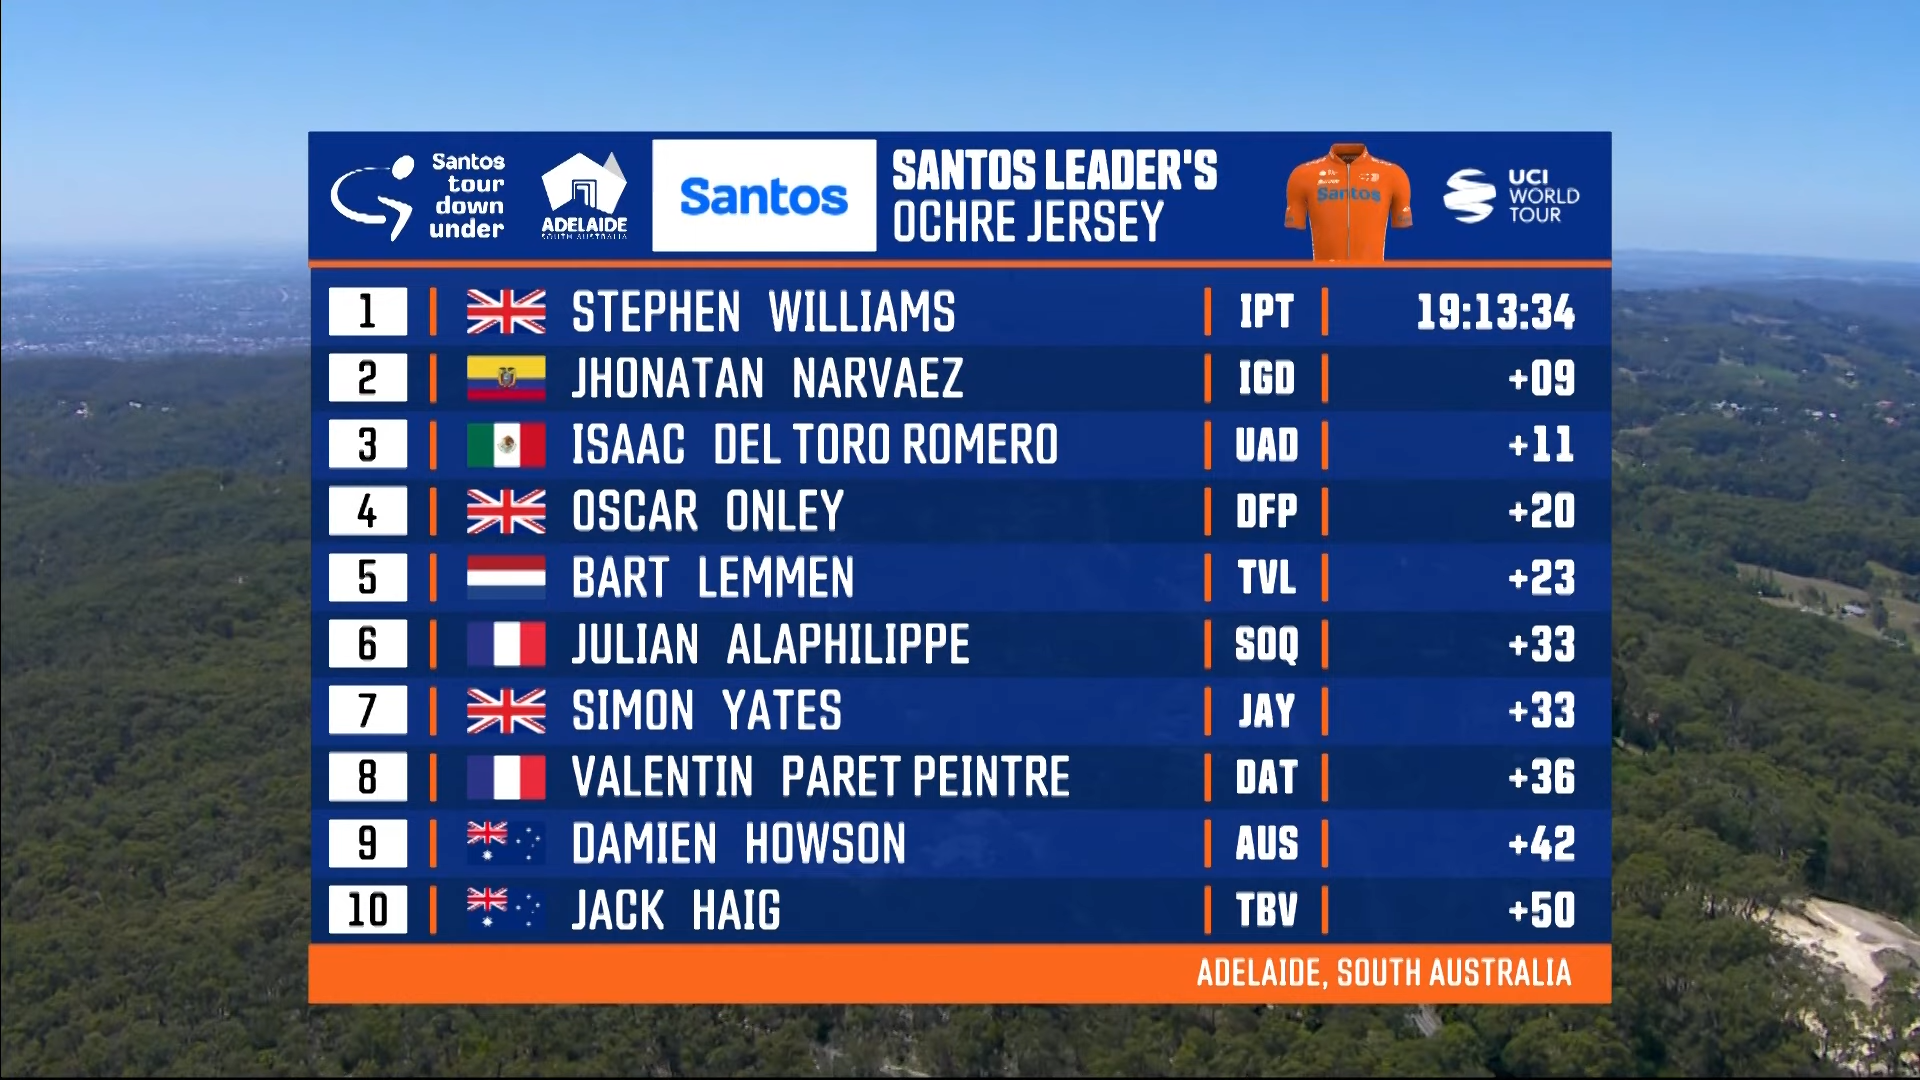 Santos
tour
down
under
ADELAIDE
SOUTH AUSTRALIA
Santos
SANTOS LEADER'S
OCHRE JERSEY
Santos
UCI
WORLD
TOUR
1 STEPHEN WILLIAMS IPT 19:13:34
2 JHONATAN NARVAEZ IGD +09
3 ISAAC DEL TORO ROMERO UAD +11
4 OSCAR ONLEY DFP +20
5 BART LEMMEN TVL +23
6 JULIAN ALAPHILIPPE SOQ +33
7 SIMON YATES JAY +33
8 VALENTIN PARET PEINTRE DAT +36
9 DAMIEN HOWSON AUS +42
10 JACK HAIG TBV +50
ADELAIDE, SOUTH AUSTRALIA